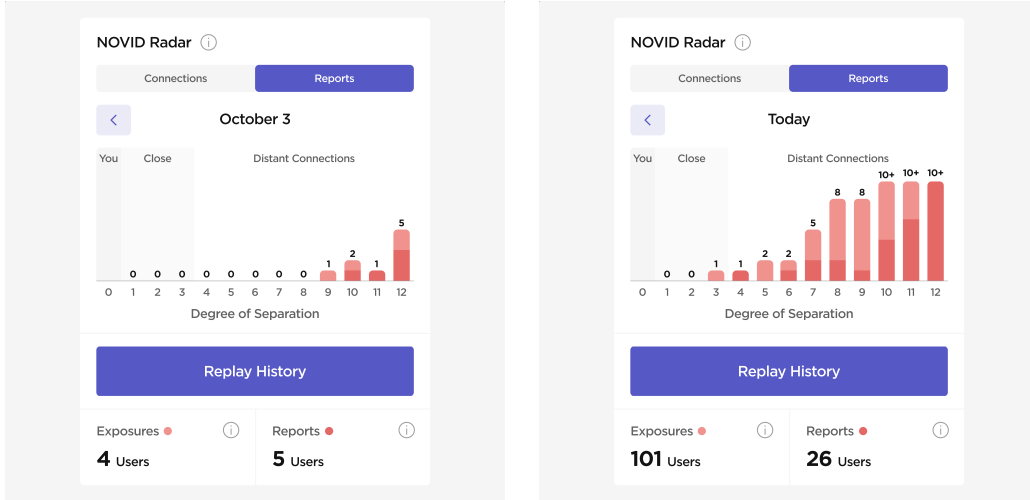 NOVID Radar
Connections
Reports
October 3
You
Close
Distant Connections
0 0 0 0 0 0 0 0 1 2 1 5
0 1 2 3 4 5 6 7 8 9 10 11 12
Degree of Separation
Replay History
Exposures
Reports
4 Users
5 Users
NOVID Radar
Connections
Reports
Today
You
Close
Distant Connections
0 0 1 1 2 2 5 8 8 10+ 10+ 10+
0 1 2 3 4 5 6 7 8 9 10 11 12
Degree of Separation
Replay History
Exposures
Reports
101 Users
26 Users